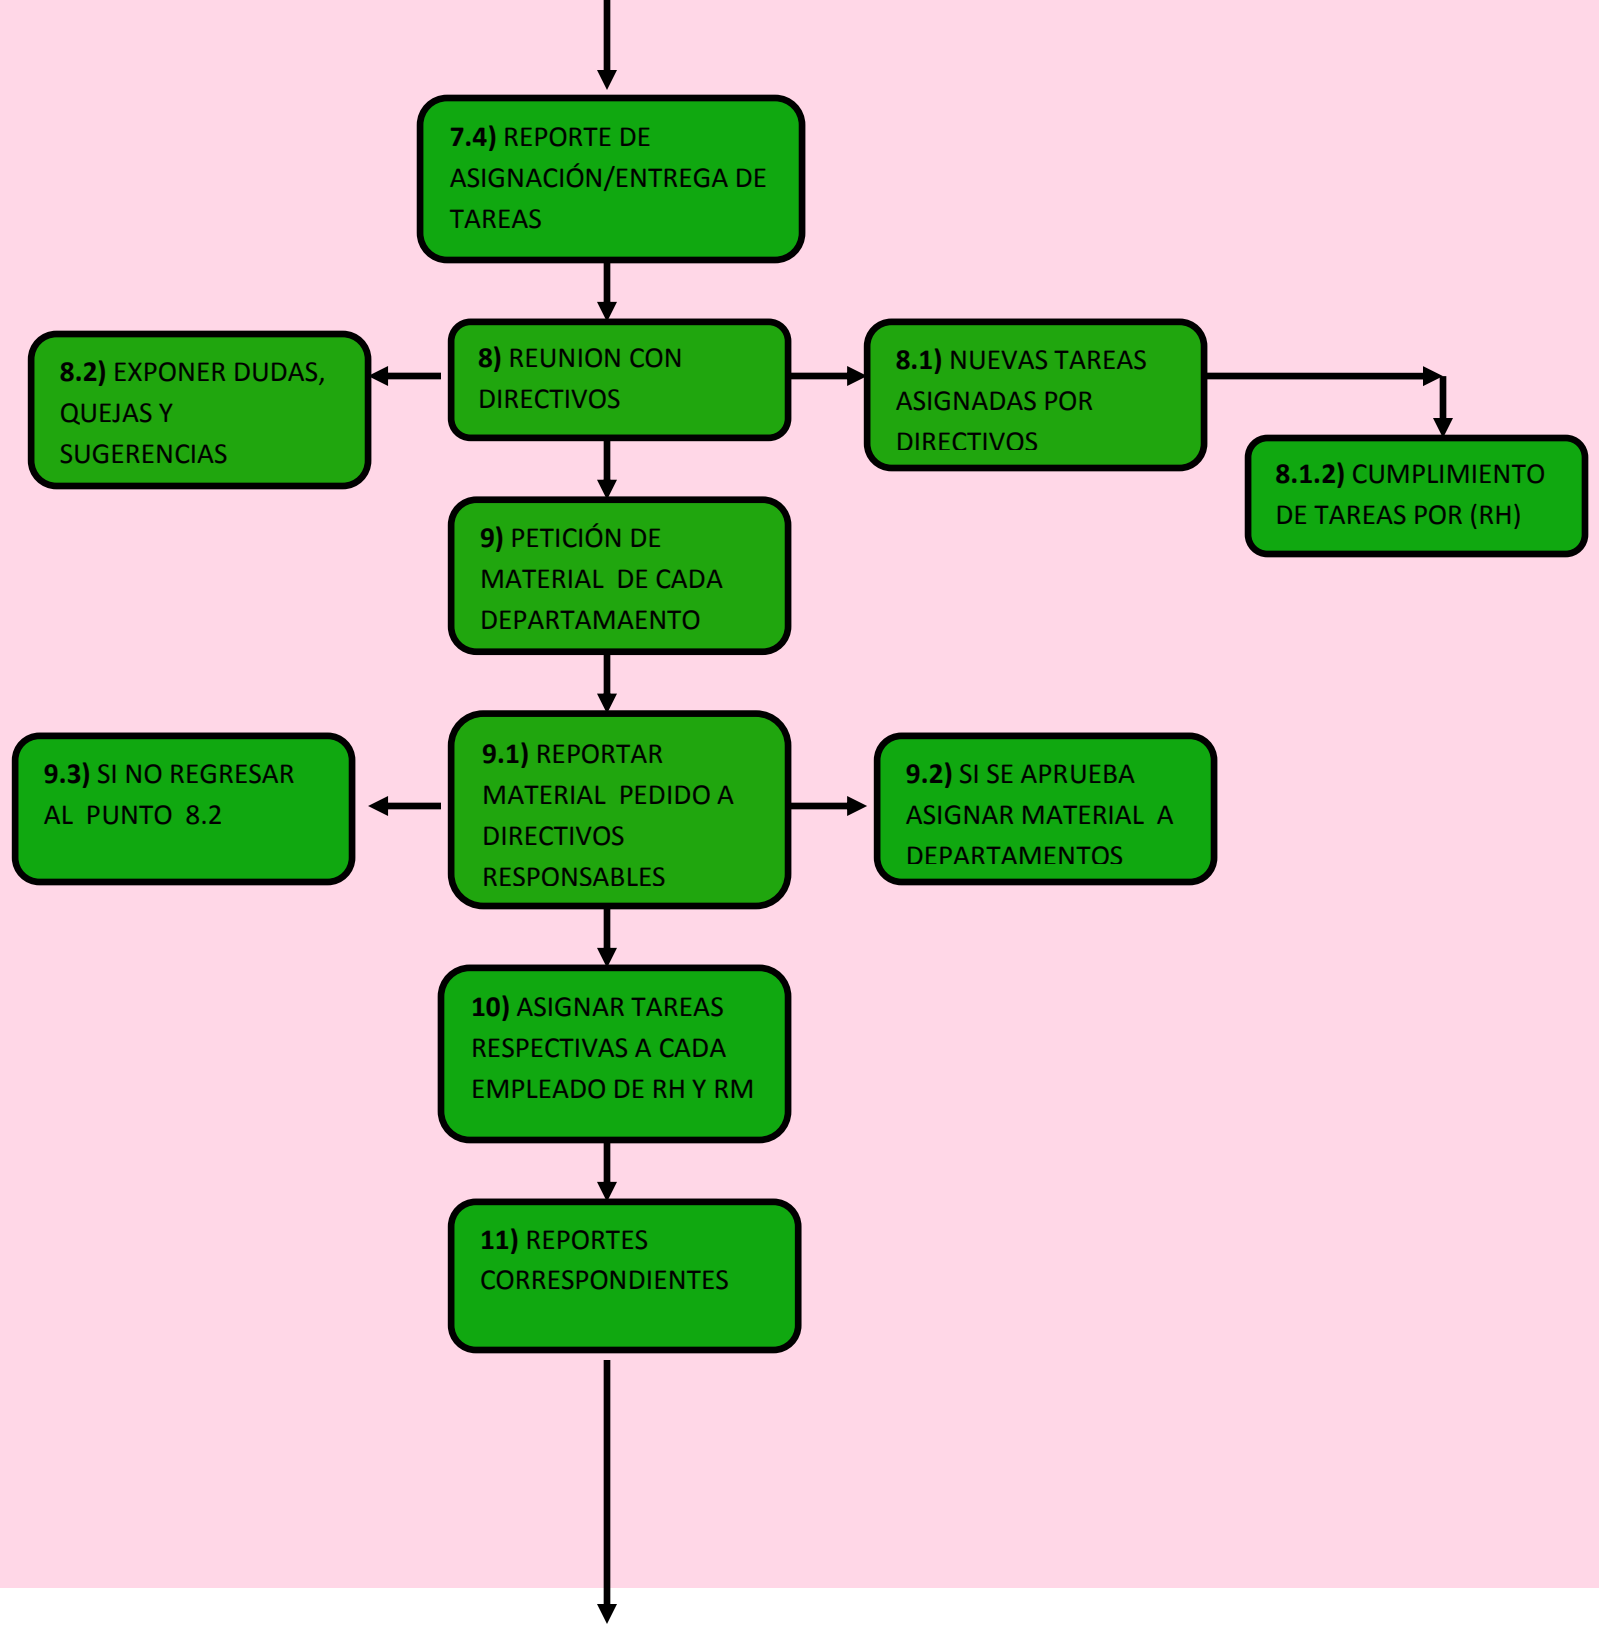 7.4) REPORTE DE
ASIGNACIÓN/ENTREGA DE
TAREAS
8.2) EXPONER DUDAS,
QUEJAS Y
SUGERENCIAS
8) REUNION CON
DIRECTIVOS
8.1) NUEVAS TAREAS
ASIGNADAS POR
DIRECTIVOS
8.1.2) CUMPLIMIENTO
DE TAREAS POR (RH)
9) PETICIÓN DE
MATERIAL  DE CADA
DEPARTAMAENTO
9.3) SI NO REGRESAR
AL  PUNTO  8.2
9.1) REPORTAR
MATERIAL  PEDIDO A
DIRECTIVOS
RESPONSABLES
9.2) SI SE APRUEBA
ASIGNAR MATERIAL  A
DEPARTAMENTOS
10) ASIGNAR TAREAS
RESPECTIVAS A CADA
EMPLEADO DE RH Y RM
11) REPORTES
CORRESPONDIENTES